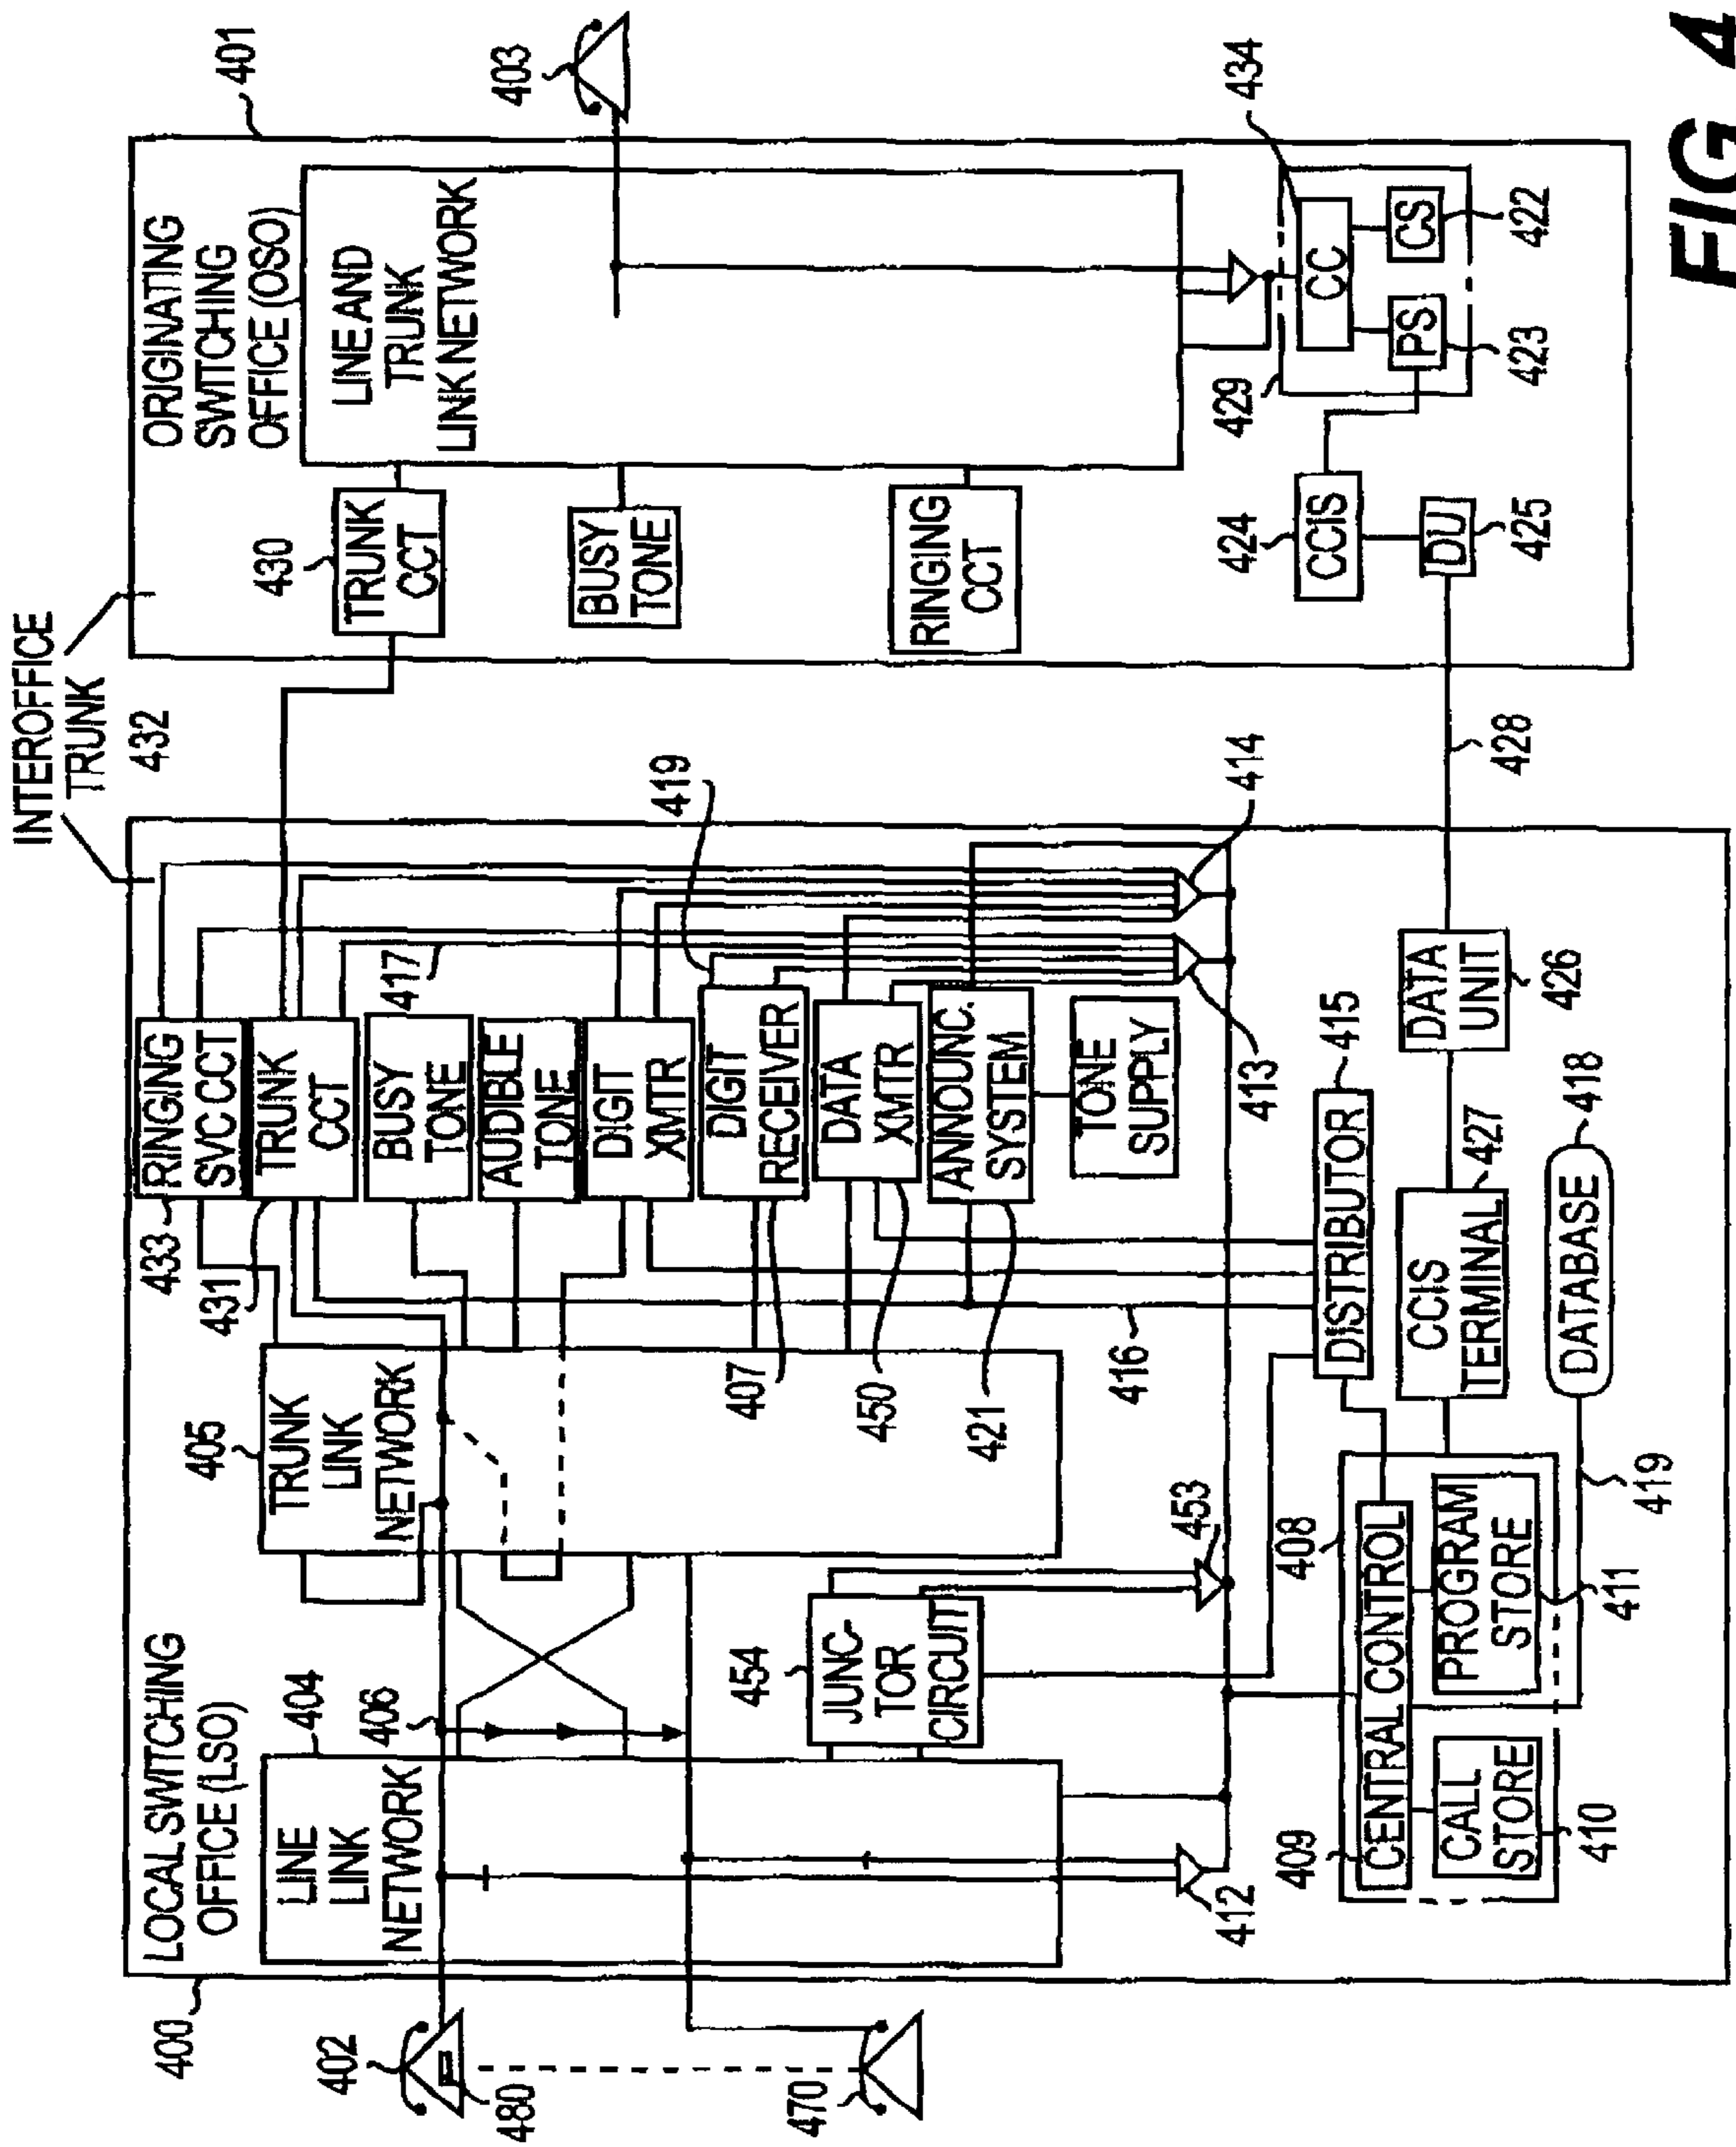 INTEROFFICE
TRUNK
432
400
LOCAL SWITCHING
OFFICE (LSO)
404
LINE
LINK
NETWORK
406
405
TRUNK
LINK
NETWORK
433
431
RINGING
SVC CCT
TRUNK
CCT
BUSY
TONE
417
AUDIBLE
TONE
DIGIT
XMTR
DIGIT
RECEIVER
419
DATA
XMTR
ANNOUNC.
SYSTEM
TONE
SUPPLY
407
450
421
414
413
402
480
470
454
JUNC-
TOR
CIRCUIT
453
412
416
DISTRIBUTOR
415
408
409
CENTRAL CONTROL
CALL
STORE
410
PROGRAM
STORE
411
CCIS
TERMINAL
427
DATA
UNIT
426
DATABASE
418
419
428
401
ORIGINATING
SWITCHING
OFFICE (OSO)
LINE AND
TRUNK
LINK NETWORK
403
430
TRUNK
CCT
BUSY
TONE
RINGING
CCT
434
429
CC
PS
CS
423
422
424
CCIS
DU
425
FIG 4